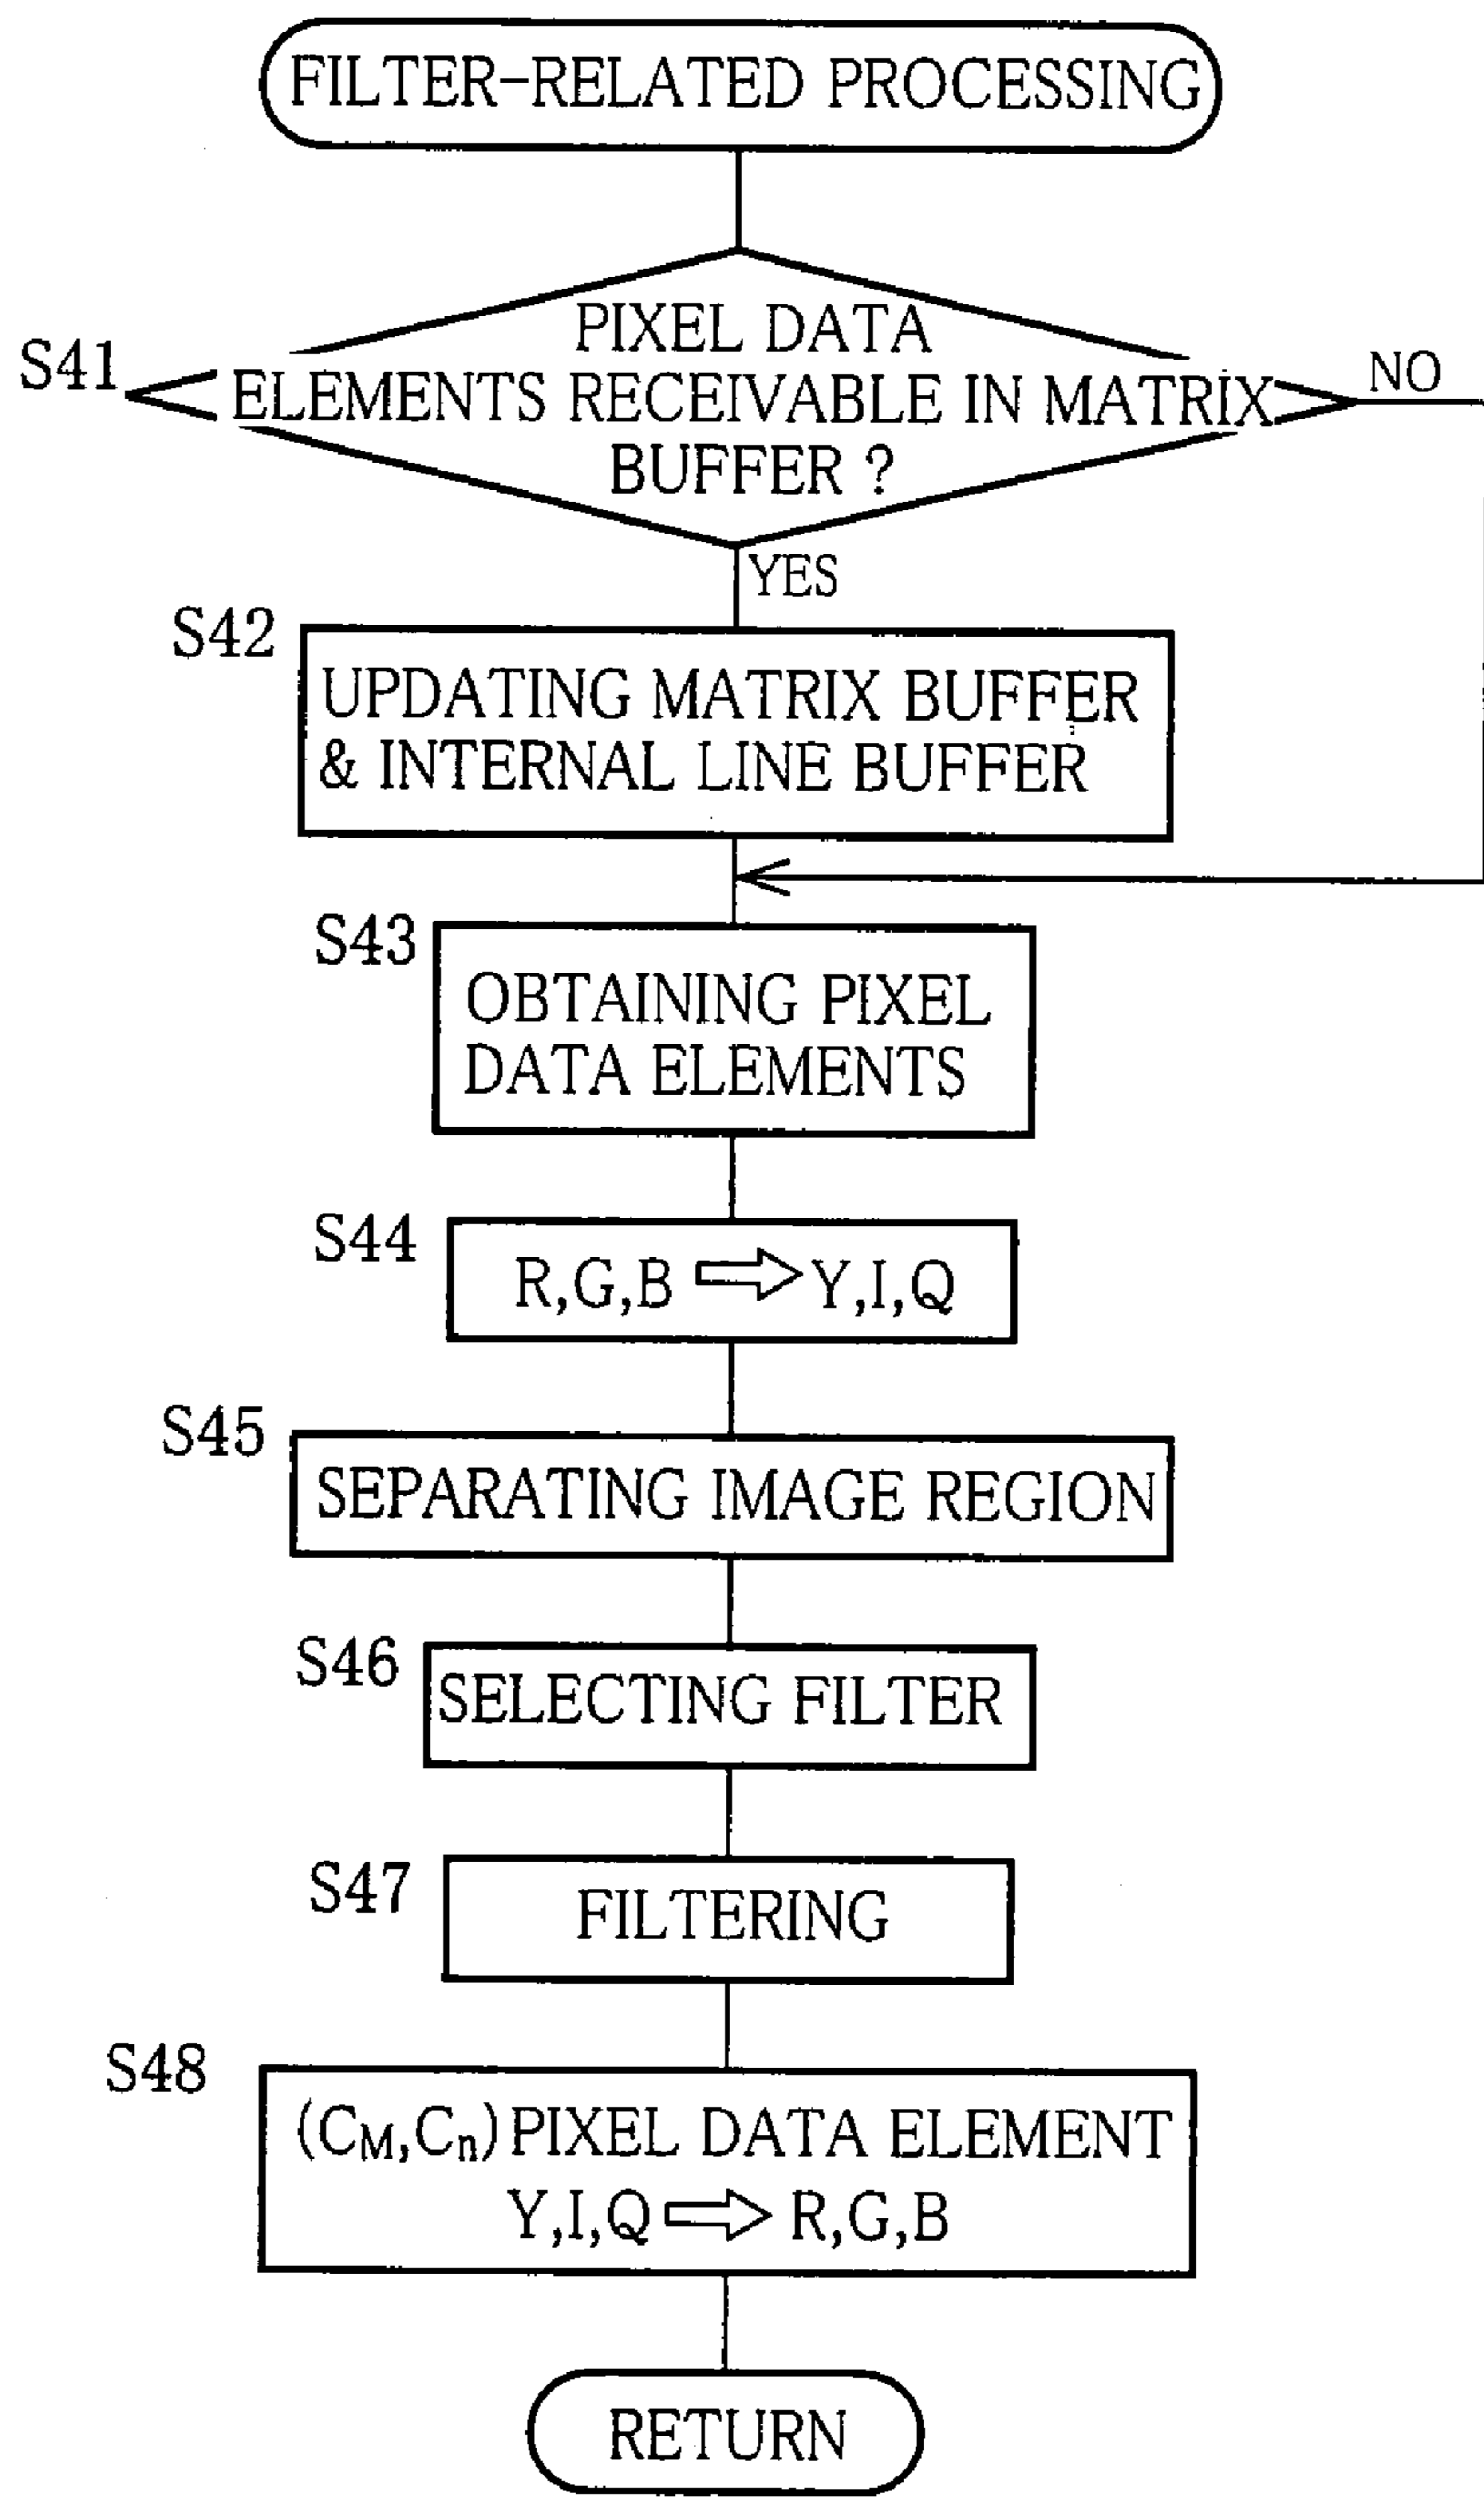 FILTER-RELATED PROCESSING
S41
PIXEL DATA
ELEMENTS RECEIVABLE IN MATRIX
BUFFER ?
NO
YES
S42
UPDATING MATRIX BUFFER
& INTERNAL LINE BUFFER
S43
OBTAINING PIXEL
DATA ELEMENTS
S44
R,G,B ⇨ Y,I,Q
S45
SEPARATING IMAGE REGION
S46
SELECTING FILTER
S47
FILTERING
S48
(CM,Cn) PIXEL DATA ELEMENT
Y,I,Q ⇨ R,G,B
RETURN